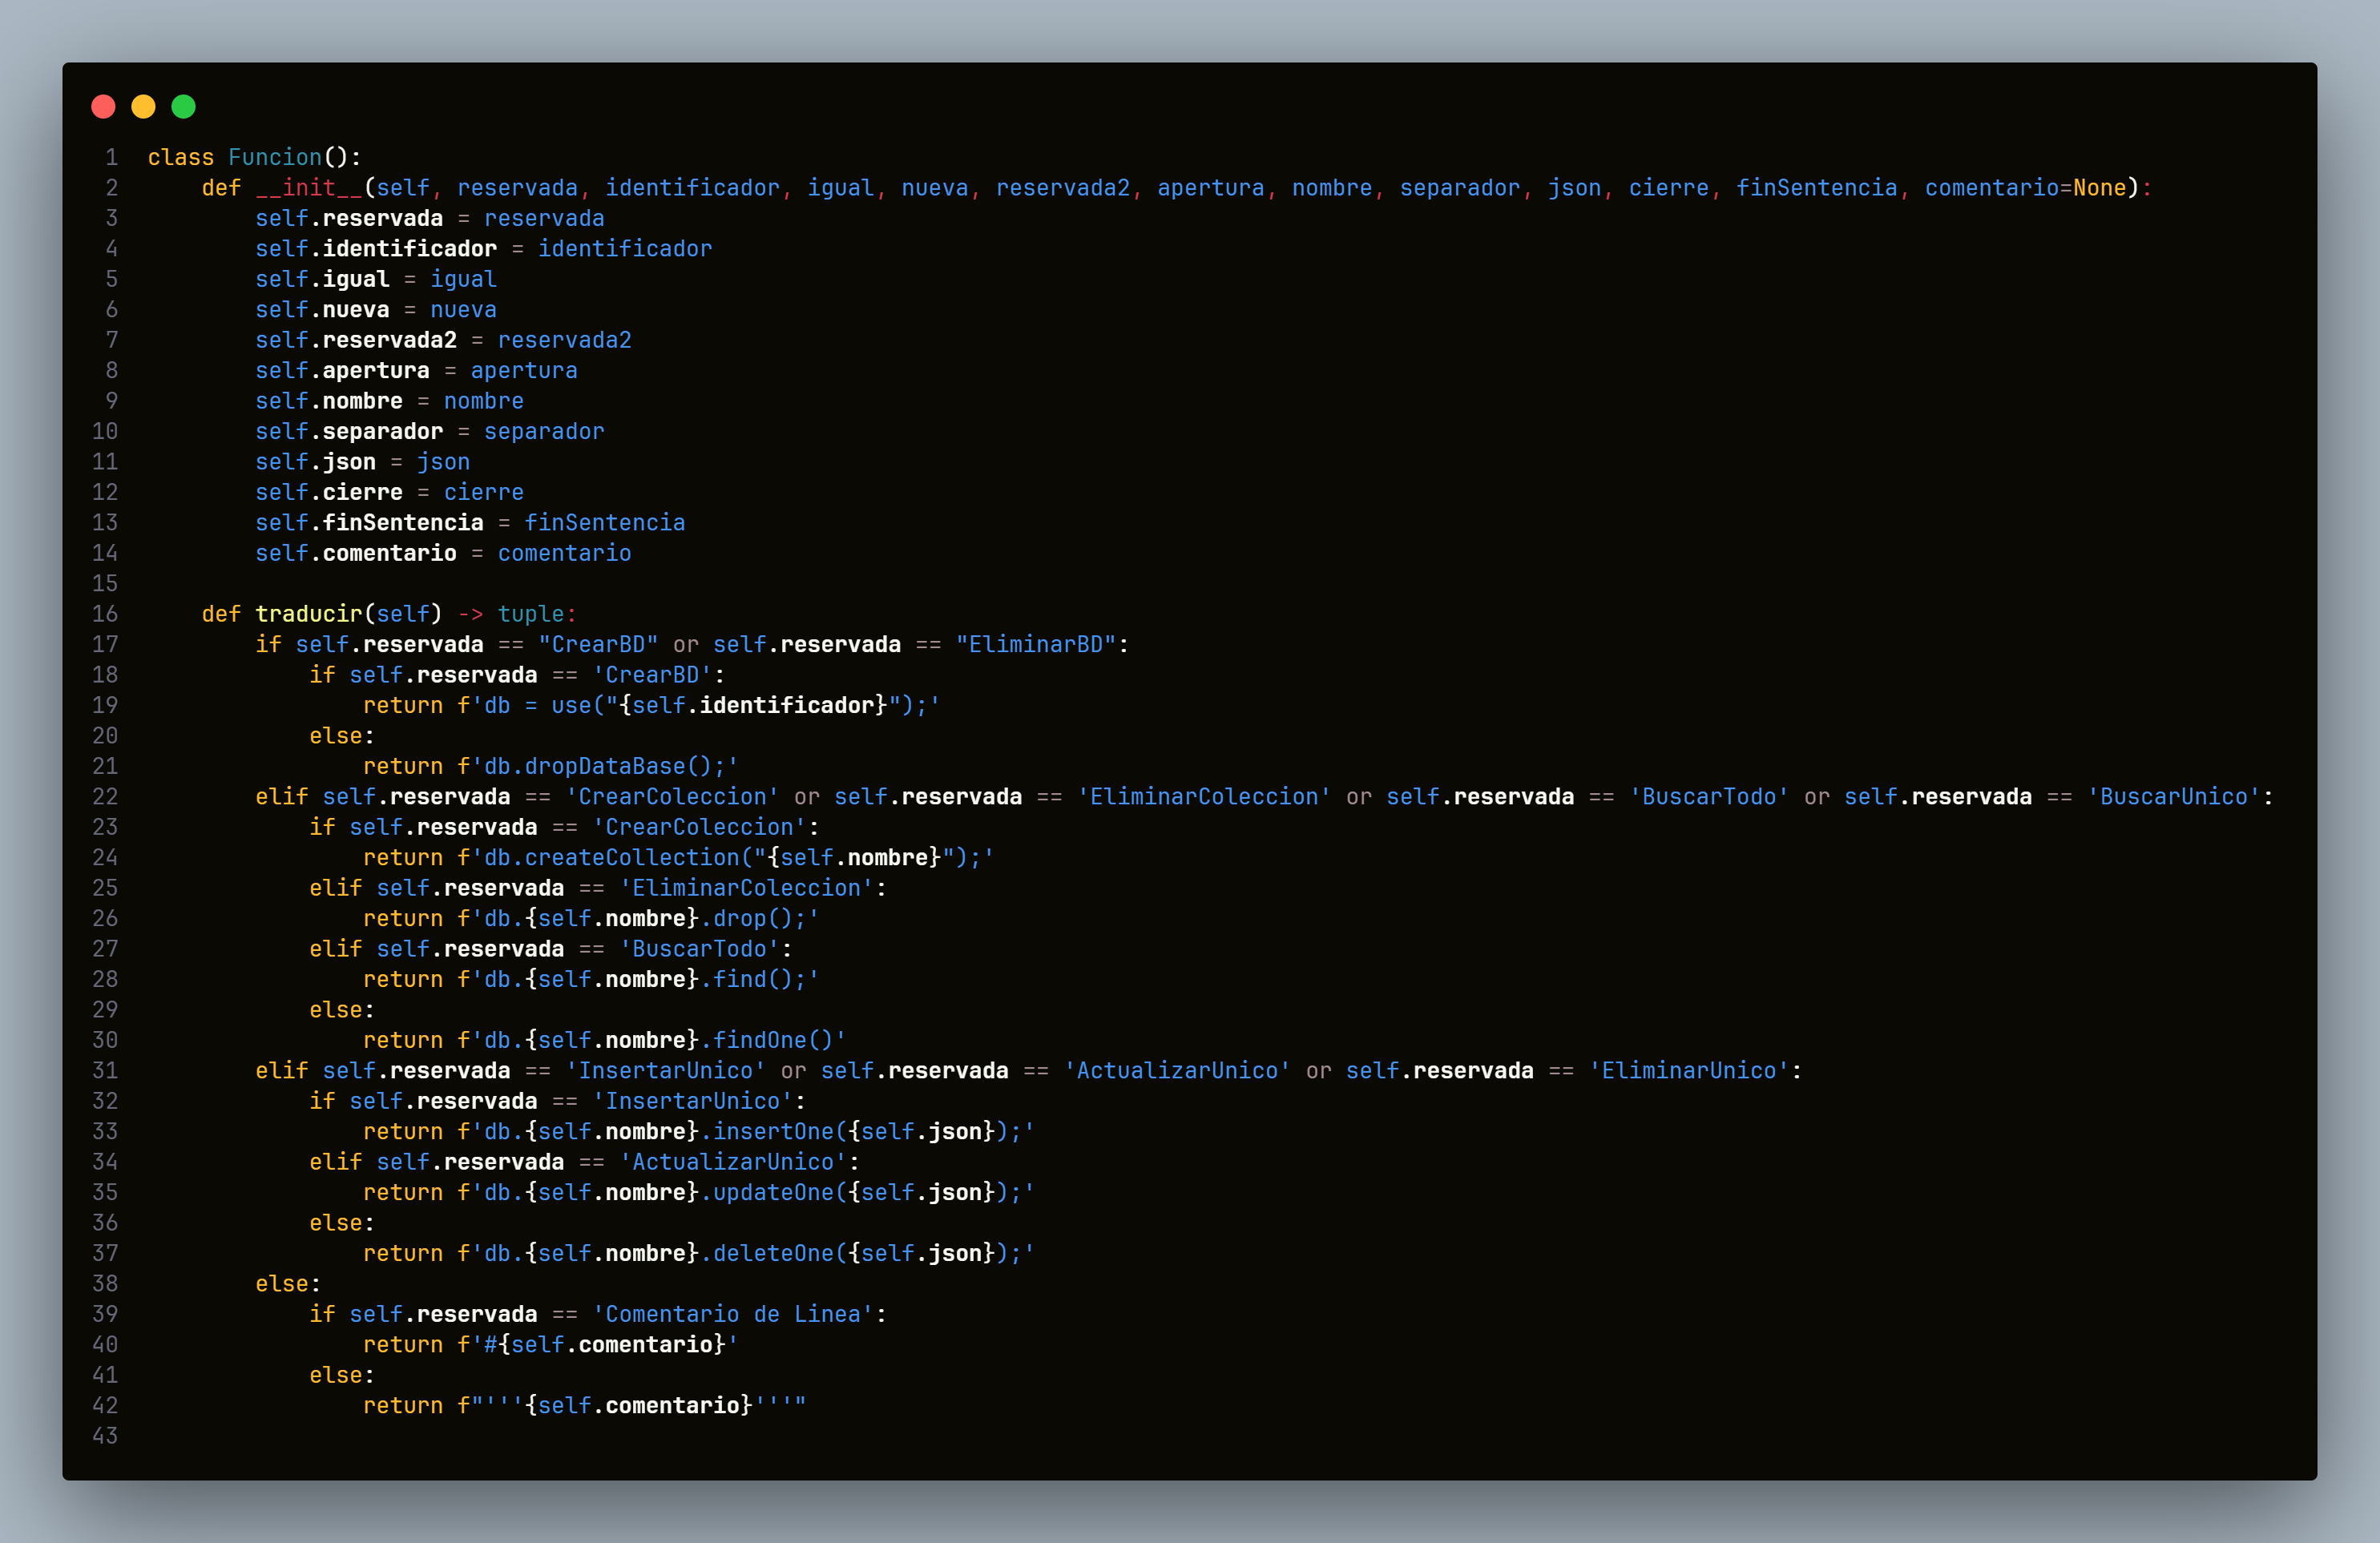 1 class Funcion():
2     def __init__(self, reservada, identificador, igual, nueva, reservada2, apertura, nombre, separador, json, cierre, finSentencia, comentario=None):
3         self.reservada = reservada
4         self.identificador = identificador
5         self.igual = igual
6         self.nueva = nueva
7         self.reservada2 = reservada2
8         self.apertura = apertura
9         self.nombre = nombre
10         self.separador = separador
11         self.json = json
12         self.cierre = cierre
13         self.finSentencia = finSentencia
14         self.comentario = comentario
15
16     def traducir(self) -> tuple:
17         if self.reservada == "CrearBD" or self.reservada == "EliminarBD":
18             if self.reservada == 'CrearBD':
19                 return f'db = use("{self.identificador}");'
20             else:
21                 return f'db.dropDataBase();'
22         elif self.reservada == 'CrearColeccion' or self.reservada == 'EliminarColeccion' or self.reservada == 'BuscarTodo' or self.reservada == 'BuscarUnico':
23             if self.reservada == 'CrearColeccion':
24                 return f'db.createCollection("{self.nombre}");'
25             elif self.reservada == 'EliminarColeccion':
26                 return f'db.{self.nombre}.drop();'
27             elif self.reservada == 'BuscarTodo':
28                 return f'db.{self.nombre}.find();'
29             else:
30                 return f'db.{self.nombre}.findOne()'
31         elif self.reservada == 'InsertarUnico' or self.reservada == 'ActualizarUnico' or self.reservada == 'EliminarUnico':
32             if self.reservada == 'InsertarUnico':
33                 return f'db.{self.nombre}.insertOne({self.json});'
34             elif self.reservada == 'ActualizarUnico':
35                 return f'db.{self.nombre}.updateOne({self.json});'
36             else:
37                 return f'db.{self.nombre}.deleteOne({self.json});'
38         else:
39             if self.reservada == 'Comentario de Linea':
40                 return f'#{self.comentario}'
41             else:
42                 return f"'''{self.comentario}'''"
43